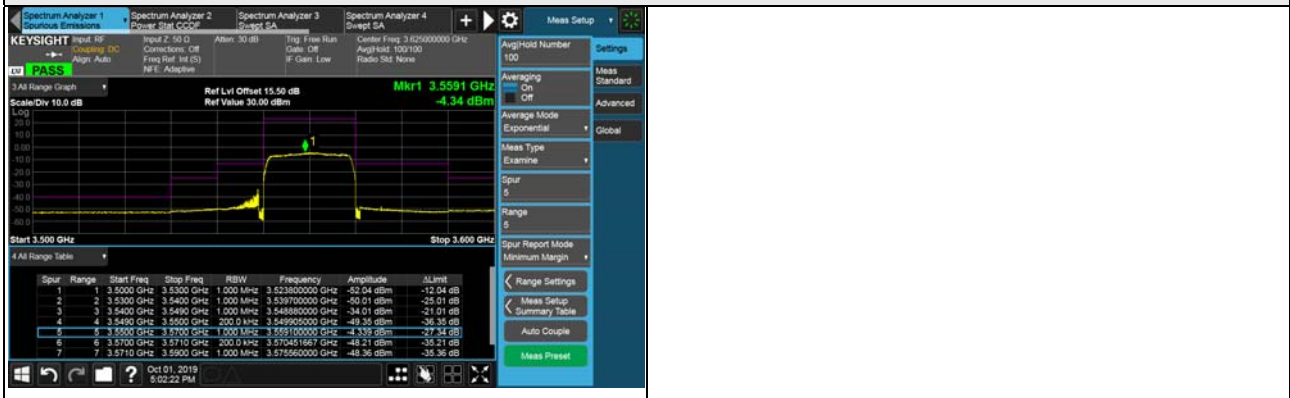 Spectrum Analyzer 1
Spurious Emissions
Spectrum Analyzer 2
Power Stat CCDF
Spectrum Analyzer 3
Swept SA
Spectrum Analyzer 4
Swept SA
+
Meas Setup
KEYSIGHT
PASS
Input: RF
Coupling: DC
Align: Auto
Input Z: 50 Ω
Corrections: Off
Freq Ref: Int (S)
NFE: Adaptive
Atten: 30 dB
Trig: Free Run
Gate: Off
IF Gain: Low
Center Freq: 3.625000000 GHz
Avg|Hold: 100/100
Radio Std: None
3 All Range Graph
Scale/Div 10.0 dB
Ref Lvl Offset 15.50 dB
Ref Value 30.00 dBm
Mkr1 3.5591 GHz
-4.34 dBm
Log
20.0
10.0
0.00
-10.0
-20.0
-30.0
-40.0
-50.0
-60.0
1
Start 3.500 GHz
Stop 3.600 GHz
4 All Range Table
Spur Range Start Freq Stop Freq RBW Frequency Amplitude ΔLimit
1 1 3.5000 GHz 3.5300 GHz 1.000 MHz 3.523800000 GHz -52.04 dBm -12.04 dB
2 2 3.5300 GHz 3.5400 GHz 1.000 MHz 3.539700000 GHz -50.01 dBm -25.01 dB
3 3 3.5400 GHz 3.5490 GHz 1.000 MHz 3.548880000 GHz -34.01 dBm -21.01 dB
4 4 3.5490 GHz 3.5500 GHz 200.0 kHz 3.549905000 GHz -49.35 dBm -36.35 dB
5 5 3.5500 GHz 3.5700 GHz 1.000 MHz 3.559100000 GHz -4.339 dBm -27.34 dB
6 6 3.5700 GHz 3.5710 GHz 200.0 kHz 3.570451667 GHz -48.21 dBm -35.21 dB
7 7 3.5710 GHz 3.5900 GHz 1.000 MHz 3.575560000 GHz -48.36 dBm -35.36 dB
Avg|Hold Number
100
Averaging
On
Off
Average Mode
Exponential
Meas Type
Examine
Spur
5
Range
5
Spur Report Mode
Minimum Margin
Range Settings
Meas Setup
Summary Table
Auto Couple
Meas Preset
Settings
Meas
Standard
Advanced
Global
?
Oct 01, 2019
5:02:22 PM